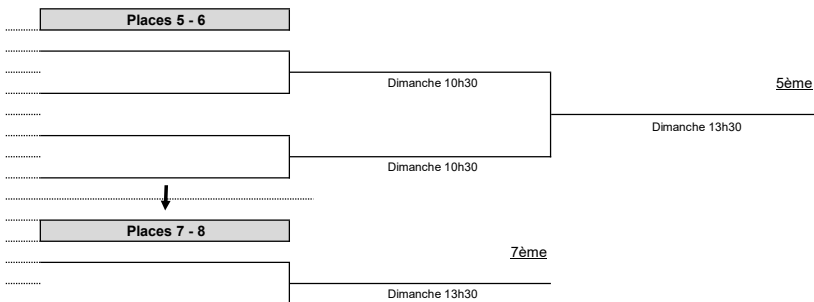 Places 5 - 6
Dimanche 10h30
5ème
Dimanche 13h30
Dimanche 10h30
Places 7 - 8
7ème
Dimanche 13h30